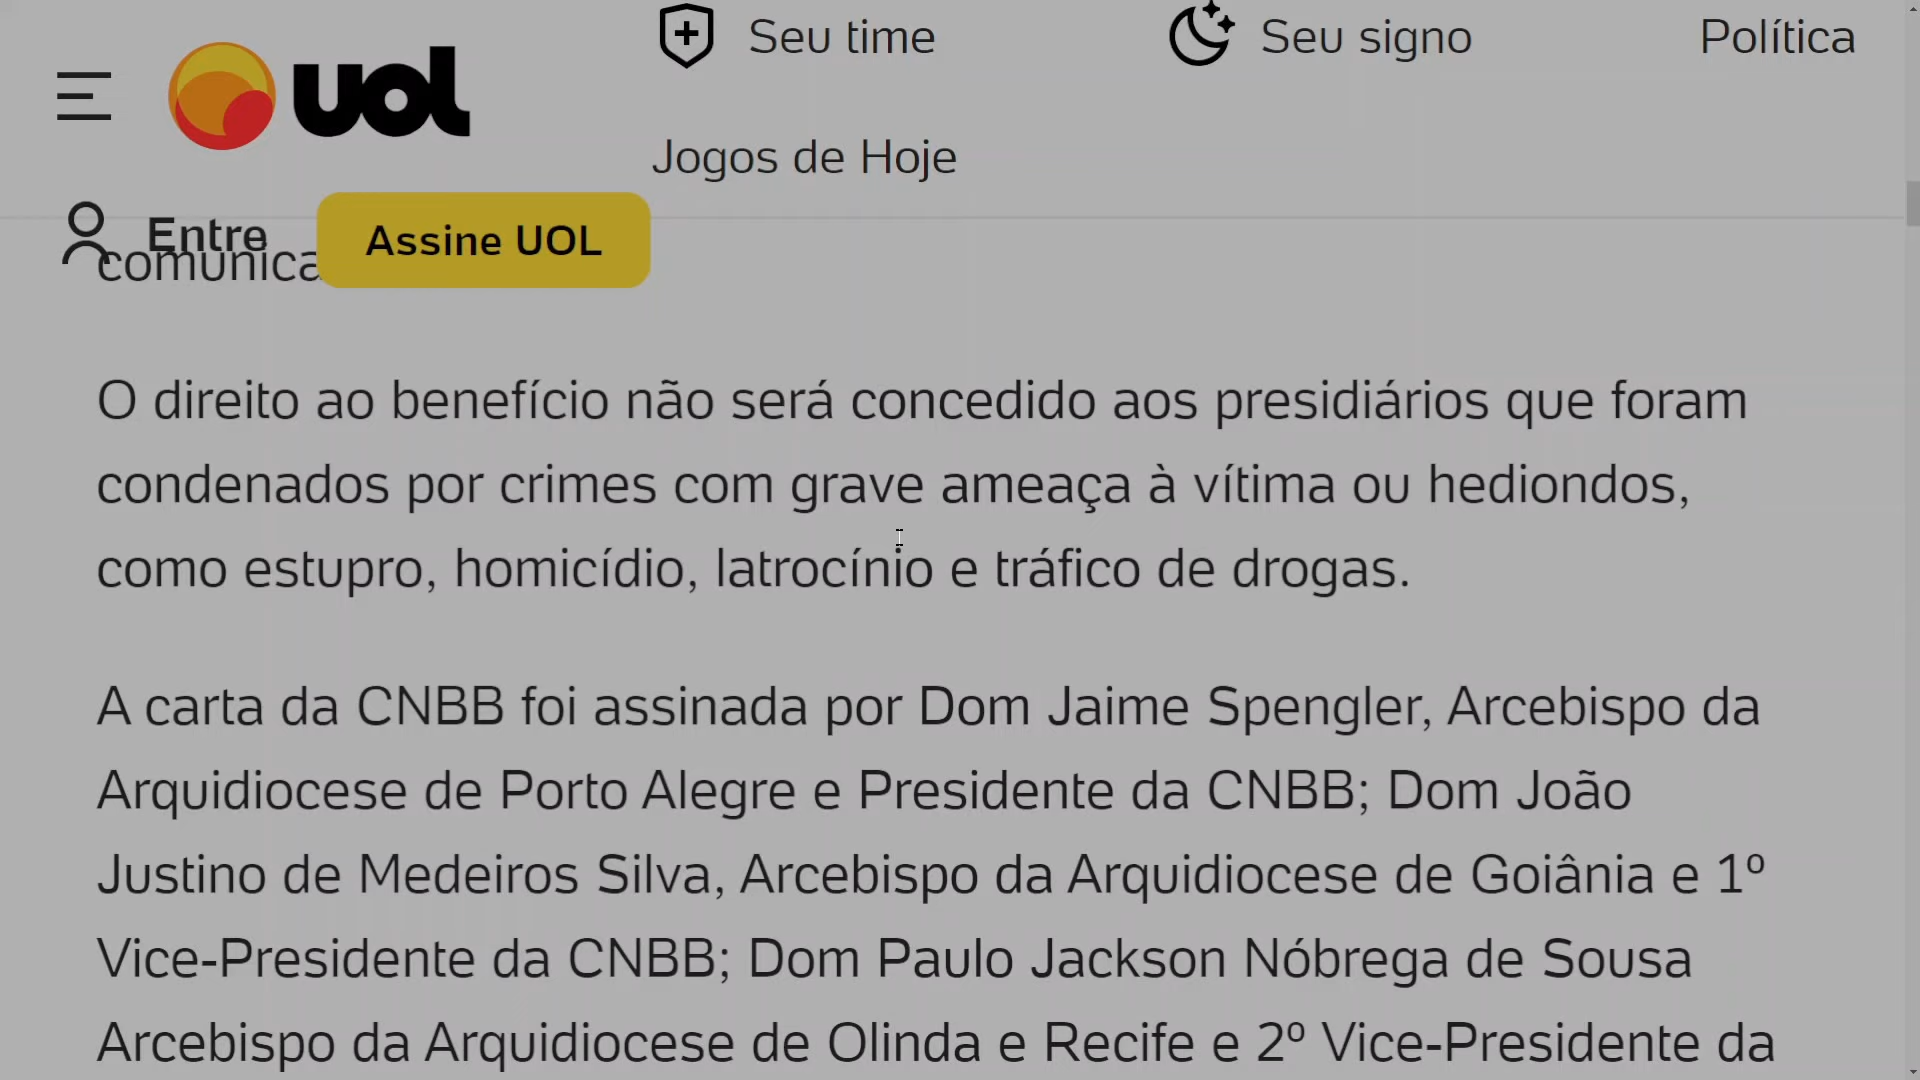 Seu time
Seu signo
Política
uol
Jogos de Hoje
Entre
Assine UOL
comunica
O direito ao benefício não será concedido aos presidiários que foram
condenados por crimes com grave ameaça à vítima ou hediondos,
como estupro, homicídio, latrocínio e tráfico de drogas.
A carta da CNBB foi assinada por Dom Jaime Spengler, Arcebispo da
Arquidiocese de Porto Alegre e Presidente da CNBB; Dom João
Justino de Medeiros Silva, Arcebispo da Arquidiocese de Goiânia e 1º
Vice-Presidente da CNBB; Dom Paulo Jackson Nóbrega de Sousa
Arcebispo da Arquidiocese de Olinda e Recife e 2º Vice-Presidente da